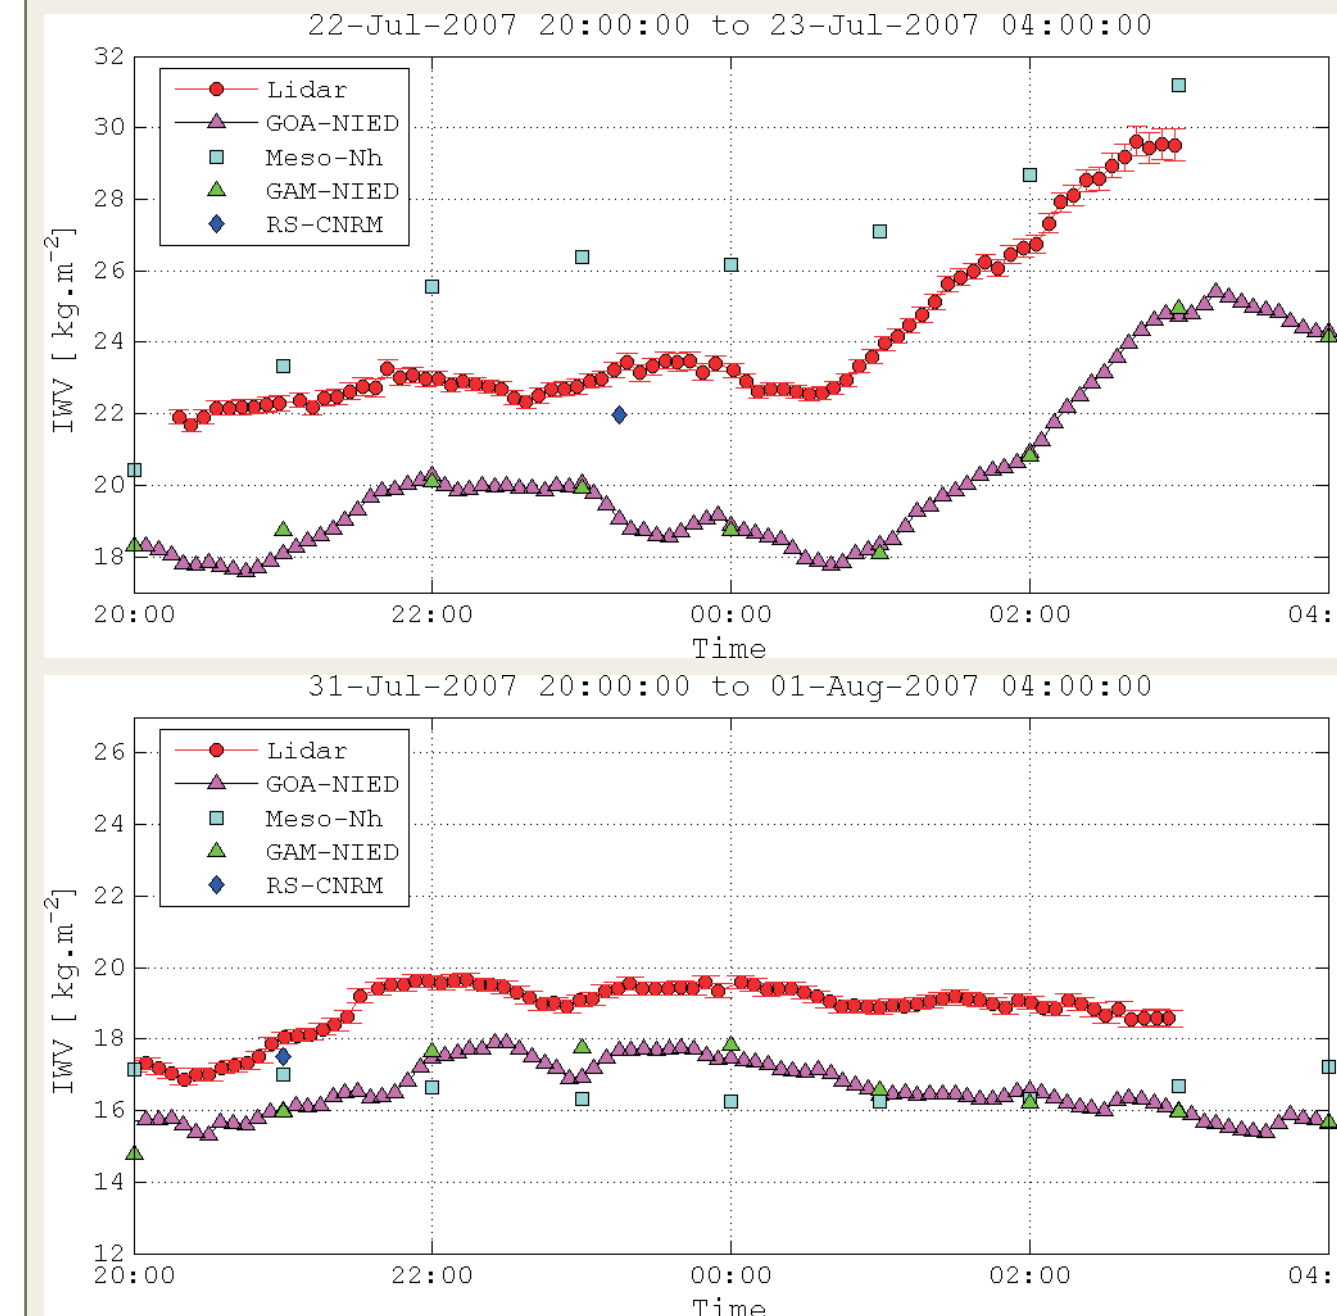 22-Jul-2007 20:00:00 to 23-Jul-2007 04:00:00
32
30
28
26
24
22
20
18
IWV [kg.m-2]
Lidar
GOA-NIED
Meso-Nh
GAM-NIED
RS-CNRM
20:00 22:00 00:00 02:00 04:
Time
31-Jul-2007 20:00:00 to 01-Aug-2007 04:00:00
26
24
22
20
18
16
14
12
IWV [kg.m-2]
Lidar
GOA-NIED
Meso-Nh
GAM-NIED
RS-CNRM
20:00 22:00 00:00 02:00 04:
Time